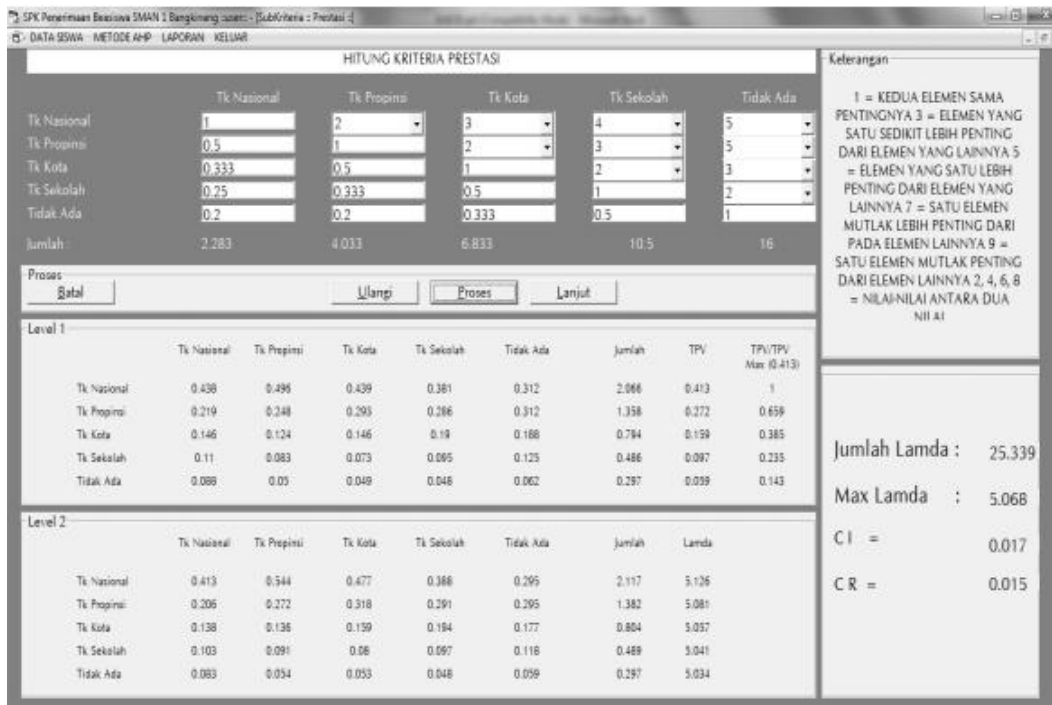 SPK Penerimaan Beasiswa SMAN 1 Bangkinang :user: - [SubKriteria :: Prestasi :]
DATA SISWA METODE AHP LAPORAN KELUAR
HITUNG KRITERIA PRESTASI
Tk Nasional Tk Propinsi Tk Kota Tk Sekolah Tidak Ada
Tk Nasional 1 2 3 4 5
Tk Propinsi 0.5 1 2 3 5
Tk Kota 0.333 0.5 1 2 3
Tk Sekolah 0.25 0.333 0.5 1 2
Tidak Ada 0.2 0.2 0.333 0.5 1
Jumlah : 2.283 4.033 6.833 10.5 16
Proses
Batal Ulangi Proses Lanjut
Level 1
Tk Nasional Tk Propinsi Tk Kota Tk Sekolah Tidak Ada Jumlah TPV TPV/TPV
Max (0.413)
Tk Nasional 0.438 0.496 0.439 0.381 0.312 2.066 0.413 1
Tk Propinsi 0.219 0.248 0.293 0.286 0.312 1.358 0.272 0.659
Tk Kota 0.146 0.124 0.146 0.19 0.188 0.794 0.159 0.385
Tk Sekolah 0.11 0.083 0.073 0.095 0.125 0.486 0.097 0.235
Tidak Ada 0.088 0.05 0.049 0.048 0.062 0.297 0.059 0.143
Level 2
Tk Nasional Tk Propinsi Tk Kota Tk Sekolah Tidak Ada Jumlah Lamda
Tk Nasional 0.413 0.544 0.477 0.388 0.295 2.117 5.126
Tk Propinsi 0.206 0.272 0.318 0.291 0.295 1.382 5.081
Tk Kota 0.138 0.136 0.159 0.194 0.177 0.804 5.057
Tk Sekolah 0.103 0.091 0.08 0.097 0.118 0.489 5.041
Tidak Ada 0.083 0.054 0.053 0.048 0.059 0.297 5.034
Keterangan
1 = KEDUA ELEMEN SAMA
PENTINGNYA 3 = ELEMEN YANG
SATU SEDIKIT LEBIH PENTING
DARI ELEMEN YANG LAINNYA 5
= ELEMEN YANG SATU LEBIH
PENTING DARI ELEMEN YANG
LAINNYA 7 = SATU ELEMEN
MUTLAK LEBIH PENTING DARI
PADA ELEMEN LAINNYA 9 =
SATU ELEMEN MUTLAK PENTING
DARI ELEMEN LAINNYA 2, 4, 6, 8
= NILAI-NILAI ANTARA DUA
NILAI
Jumlah Lamda : 25.339
Max Lamda : 5.068
C I = 0.017
C R = 0.015